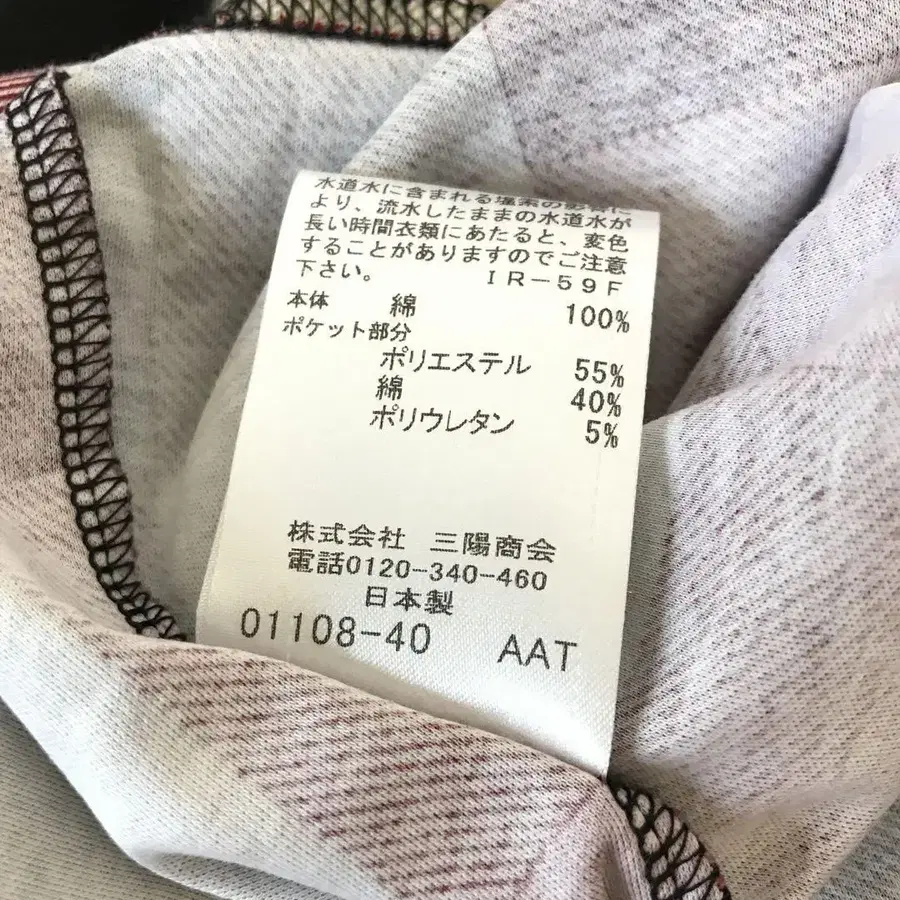 水道水に含まれる塩素の影響に
より、流水したままの水道水が
長い時間衣類にあたると、変色
することがありますのでご注意
下さい。 IR-59F
本体 綿 100%
ポケット部分
ポリエステル 55%
綿 40%
ポリウレタン 5%
株式会社 三陽商会
電話0120-340-460
日本製
01108-40 AAT